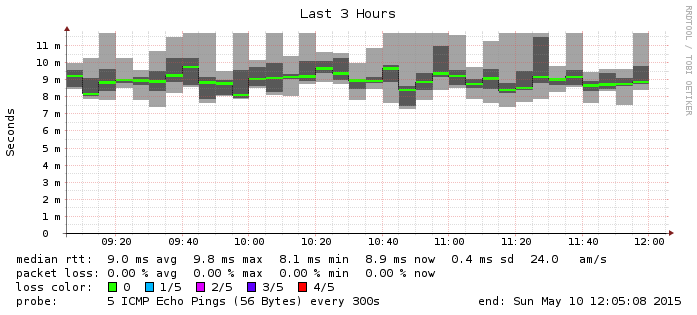 Last 3 Hours
RRDTOOL / TOBI OETIKER
Seconds
11 m
10 m
9 m
8 m
7 m
6 m
5 m
4 m
3 m
2 m
1 m
0
09:20 09:40 10:00 10:20 10:40 11:00 11:20 11:40 12:00
median rtt: 9.0 ms avg 9.8 ms max 8.1 ms min 8.9 ms now 0.4 ms sd 24.0 am/s
packet loss: 0.00 % avg 0.00 % max 0.00 % min 0.00 % now
loss color: 0 1/5 2/5 3/5 4/5
probe: 5 ICMP Echo Pings (56 Bytes) every 300s end: Sun May 10 12:05:08 2015